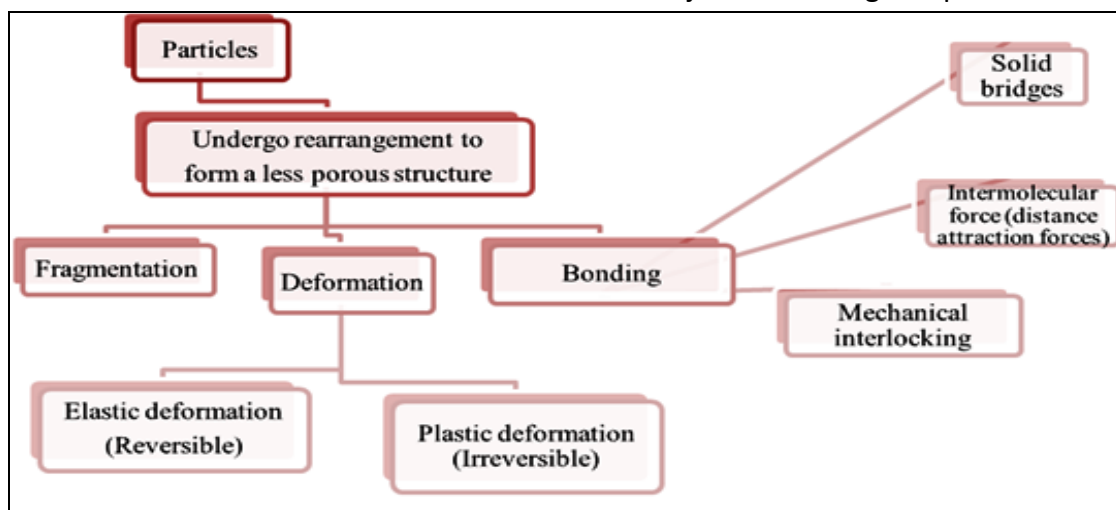 Particles
Undergo rearrangement to
form a less porous structure
Fragmentation
Deformation
Bonding
Solid
bridges
Intermolecular
force (distance
attraction forces)
Mechanical
interlocking
Elastic deformation
(Reversible)
Plastic deformation
(Irreversible)